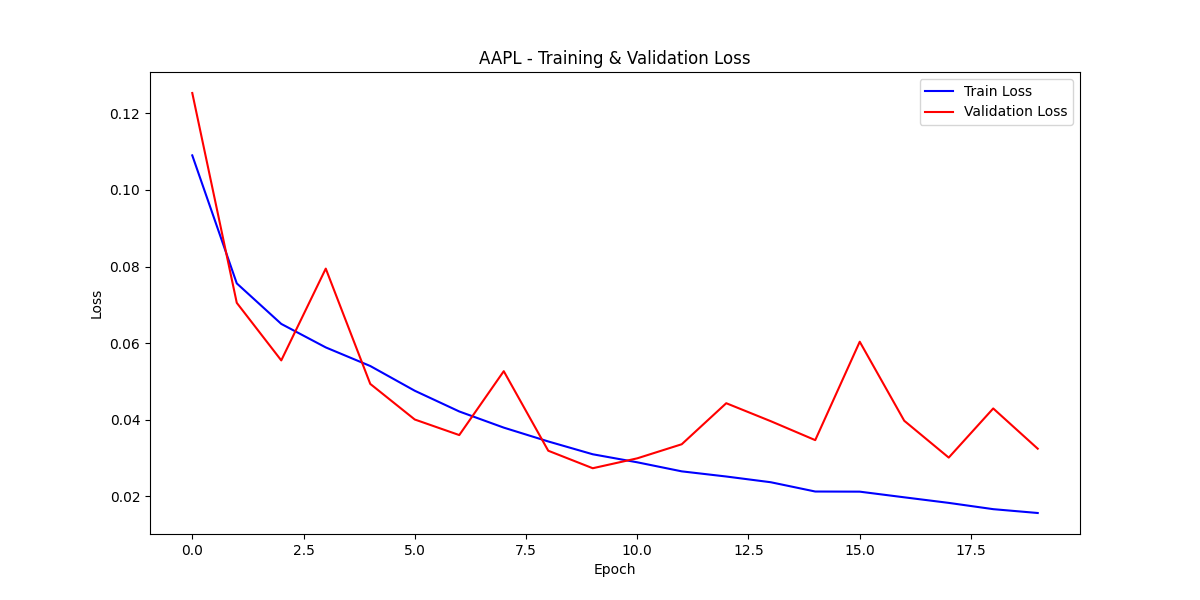 AAPL - Training & Validation Loss
Train Loss
Validation Loss
Loss
0.12
0.10
0.08
0.06
0.04
0.02
0.0 2.5 5.0 7.5 10.0 12.5 15.0 17.5
Epoch